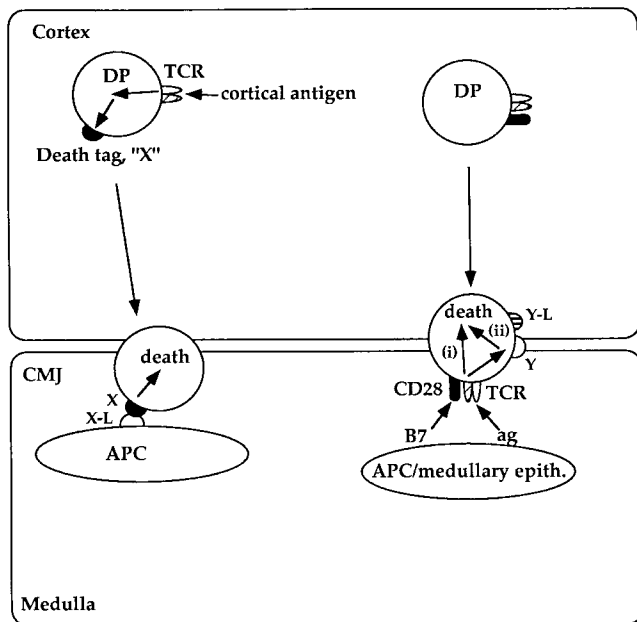 Cortex
DP
TCR
cortical antigen
Death tag, "X"
DP
death
Y-L
(ii)
(i)
Y
CMJ
death
X
X-L
APC
CD28
TCR
B7
ag
APC/medullary epith.
Medulla